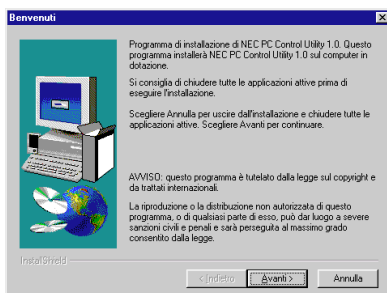 Benvenuti
Programma di installazione di NEC PC Control Utility 1.0. Questo
programma installerà NEC PC Control Utility 1.0 sul computer in
dotazione.
Si consiglia di chiudere tutte le applicazioni attive prima di
eseguire l'installazione.
Scegliere Annulla per uscire dall'installazione e chiudere tutte le
applicazioni attive. Scegliere Avanti per continuare.
AVVISO: questo programma è tutelato dalla legge sul copyright e
da trattati internazionali.
La riproduzione o la distribuzione non autorizzata di questo
programma, o di qualsiasi parte di esso, può dar luogo a severe
sanzioni civili e penali e sarà perseguita al massimo grado
consentito dalla legge.
InstallShield
< Indietro Avanti > Annulla